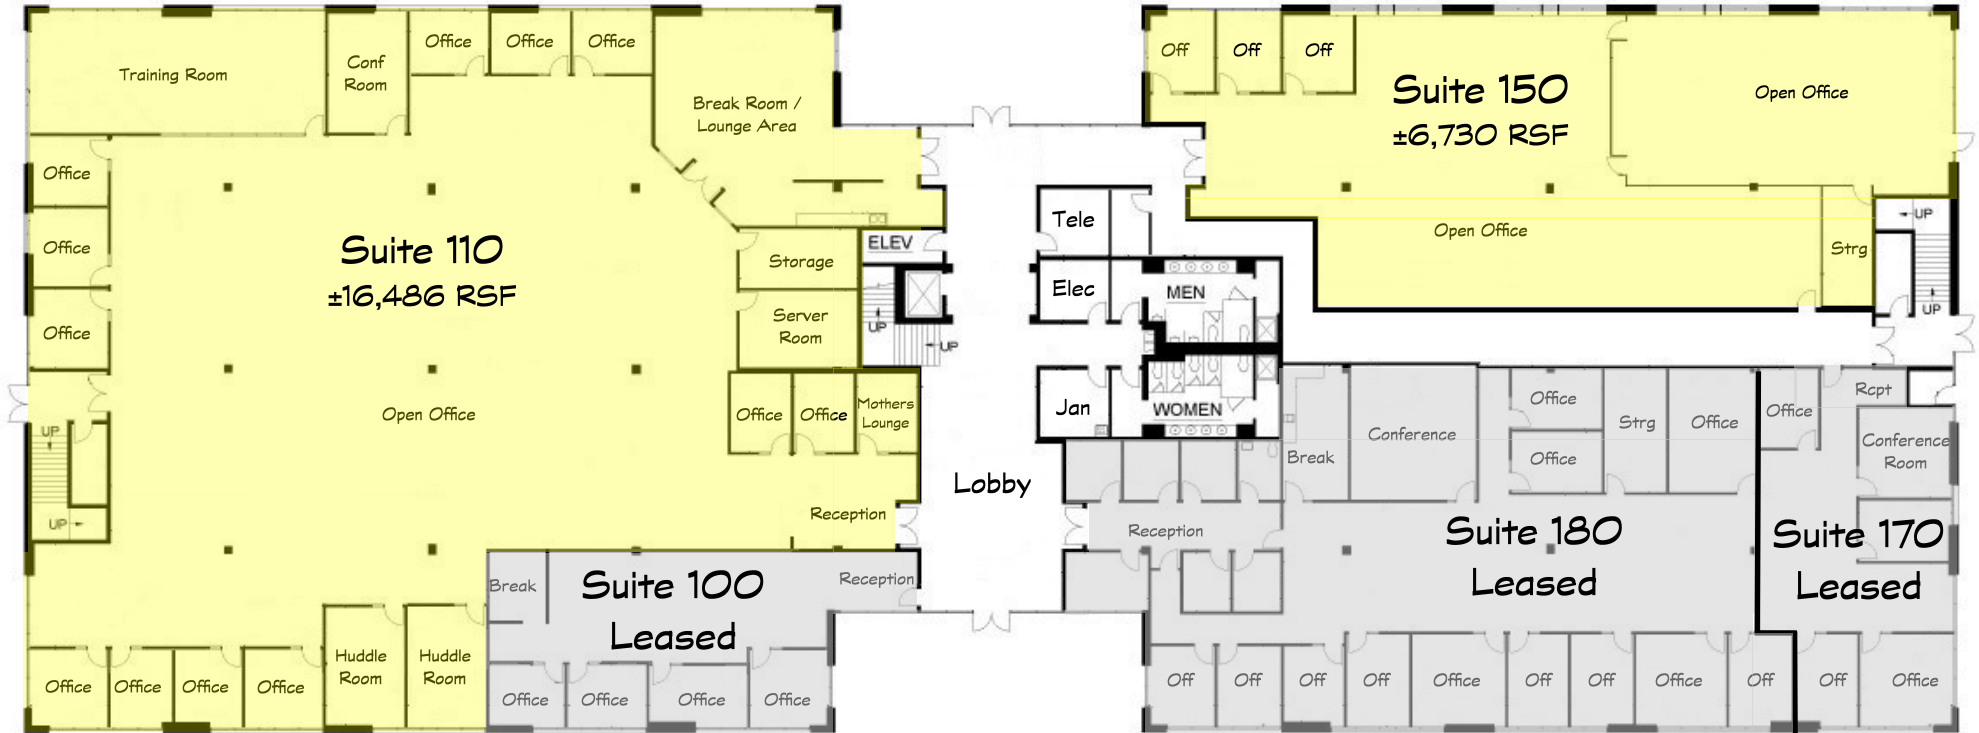 Training Room
Conf
Room
Office
Office
Office
Break Room /
Lounge Area
Office
Office
Office
Suite 110
±16,486 RSF
Storage
Server
Room
Open Office
Office
Office
Mothers
Lounge
Reception
UP
UP
Office
Office
Office
Office
Huddle
Room
Huddle
Room
Break
Suite 100
Leased
Reception
Office
Office
Office
Office
ELEV
UP
UP
Lobby
Tele
Elec
MEN
Jan
WOMEN
Off
Off
Off
Suite 150
±6,730 RSF
Open Office
Open Office
Strg
UP
UP
Break
Conference
Office
Office
Strg
Office
Reception
Suite 180
Leased
Off
Off
Off
Off
Office
Off
Off
Office
Off
Office
Rcpt
Conference
Room
Suite 170
Leased
Off
Office